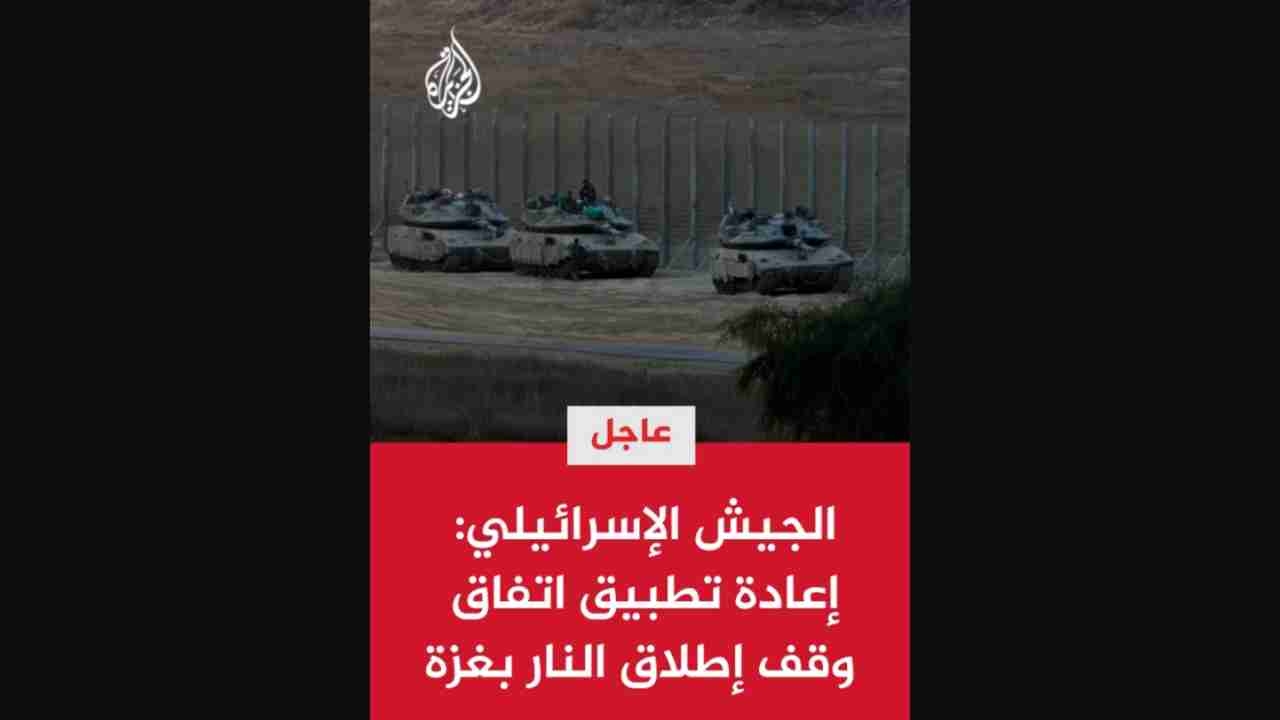 الجزيرة
عاجل
الجيش الإسرائيلي:
إعادة تطبيق اتفاق
وقف إطلاق النار بغزة